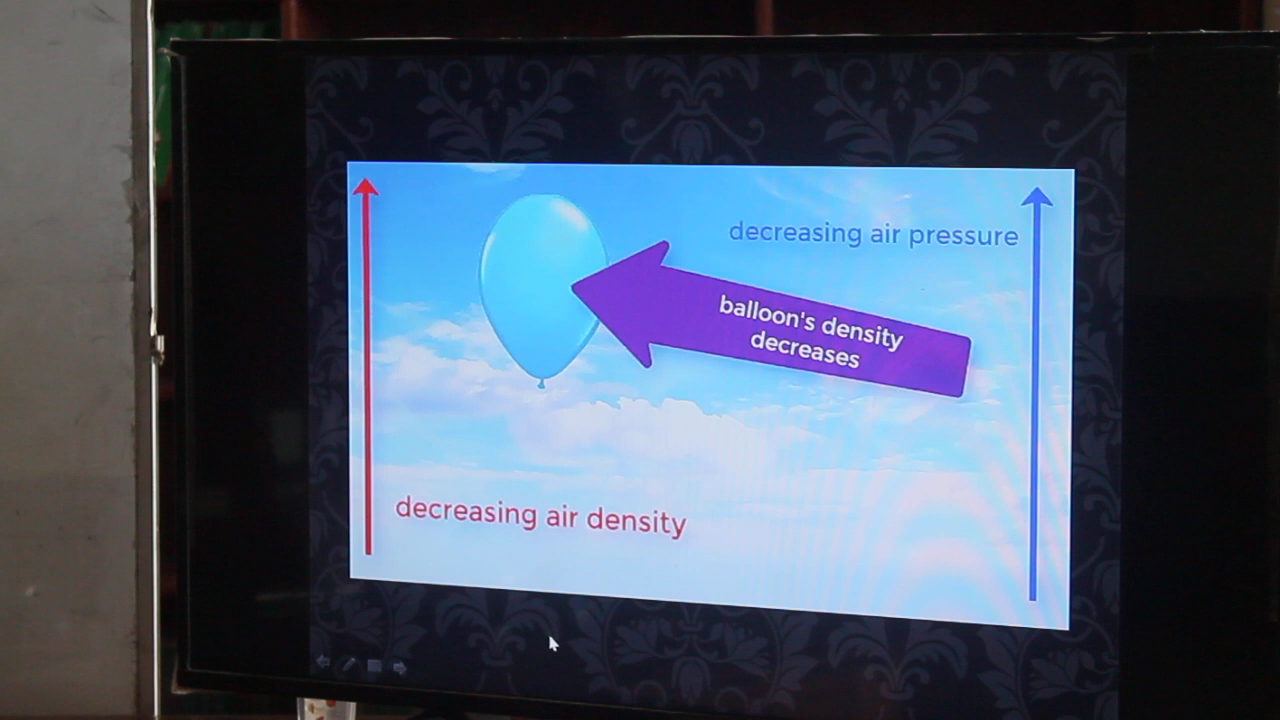 decreasing air pressure
balloon's density
decreases
decreasing air density